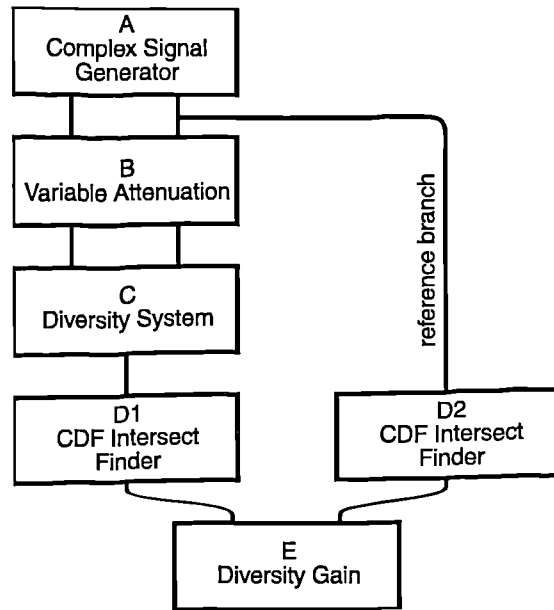 A
Complex Signal
Generator
B
Variable Attenuation
reference branch
C
Diversity System
D1
CDF Intersect
Finder
D2
CDF Intersect
Finder
E
Diversity Gain